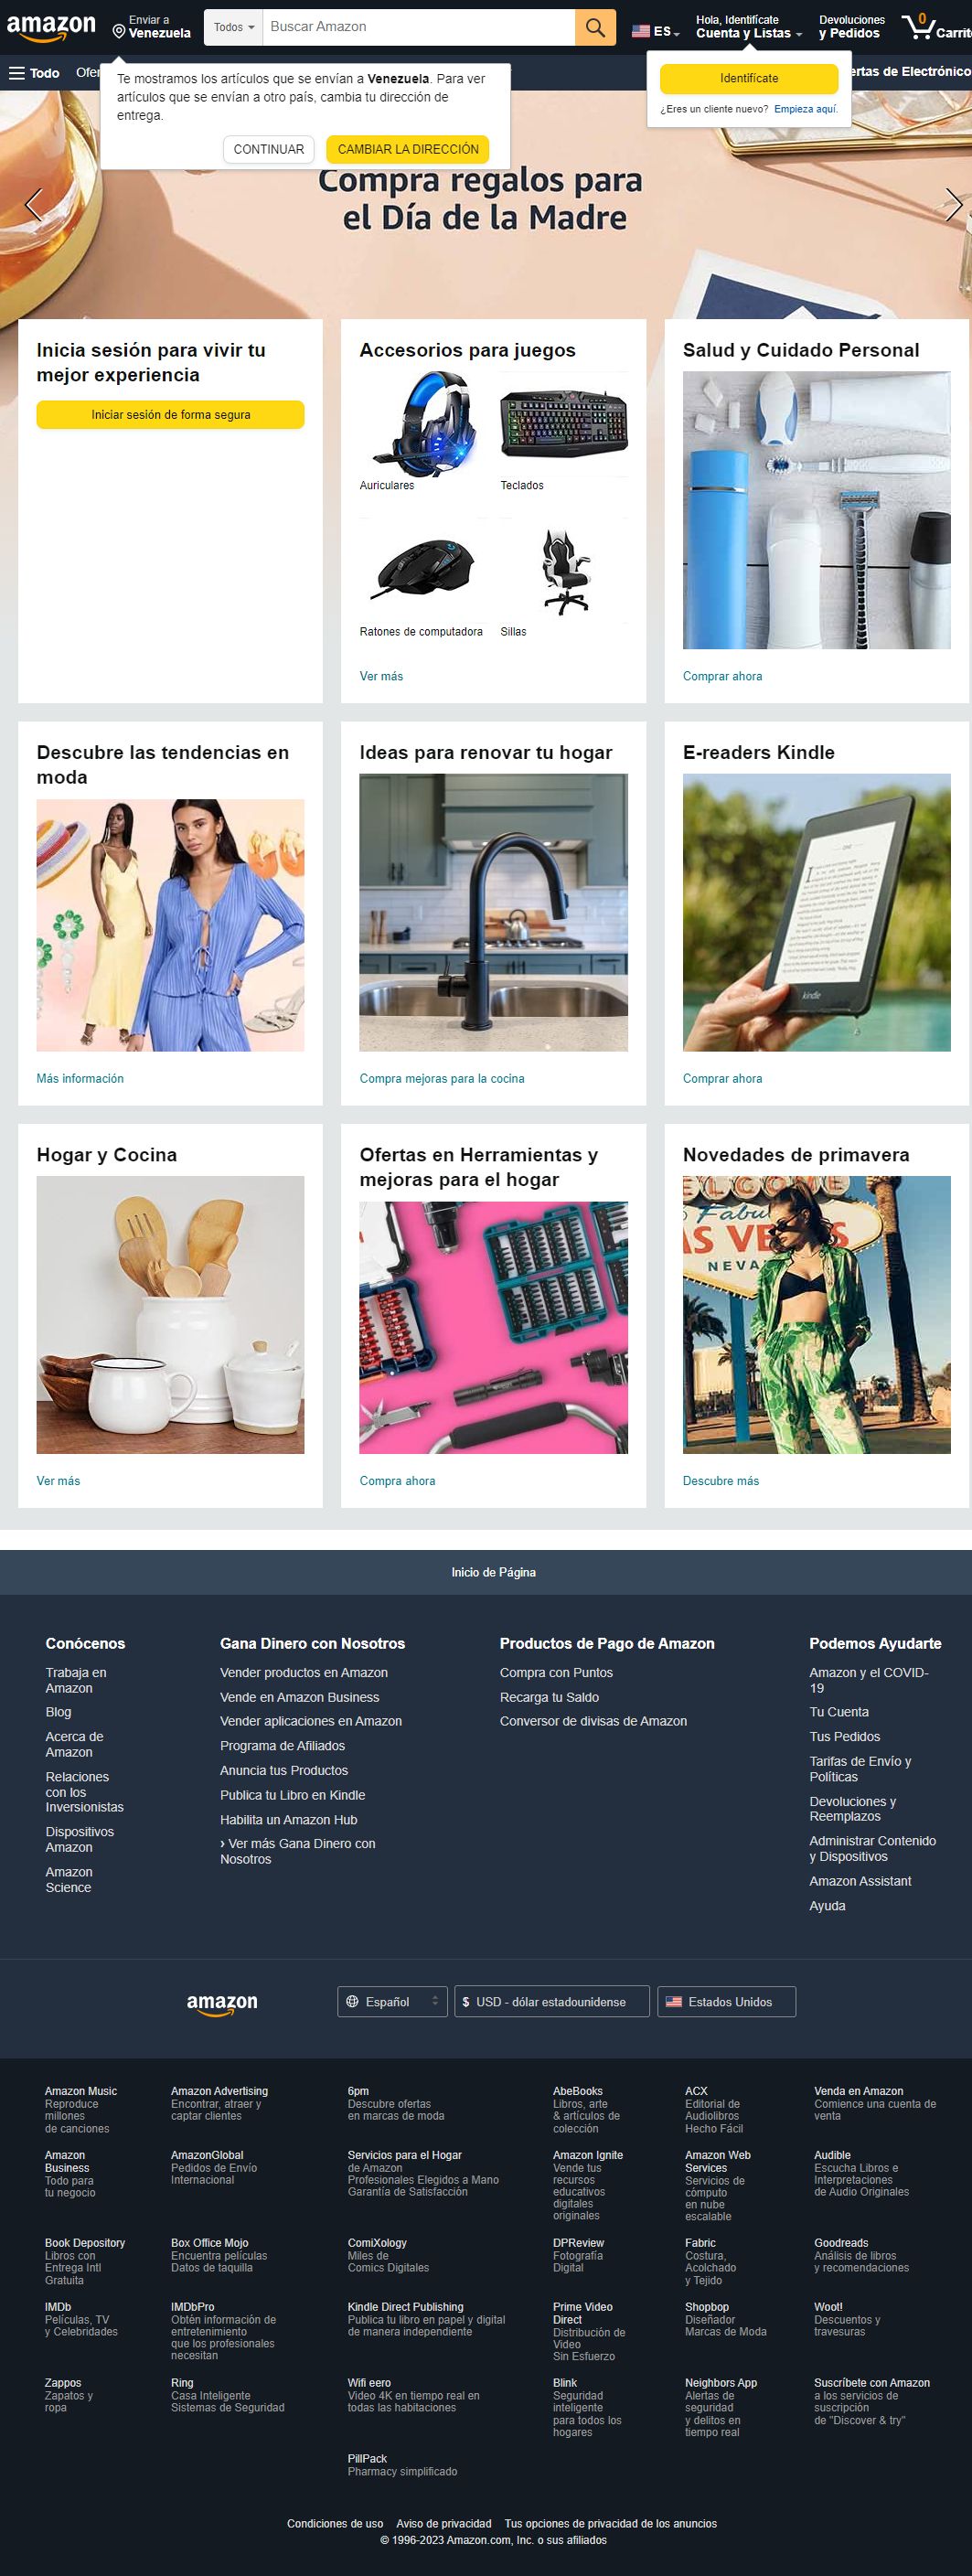 amazon
Enviar a
Venezuela
Todos
Buscar Amazon
ES
Hola, Identifícate
Cuenta y Listas
Devoluciones
y Pedidos
0
Todo
Te mostramos los artículos que se envían a Venezuela. Para ver
artículos que se envían a otro país, cambia tu dirección de
entrega.
CONTINUAR
CAMBIAR LA DIRECCIÓN
Identifícate
¿Eres un cliente nuevo? Empieza aquí.
de Electrónico
Compra regalos para
el Día de la Madre
Inicia sesión para vivir tu
mejor experiencia
Iniciar sesión de forma segura
Accesorios para juegos
Auriculares
Teclados
Ratones de computadora
Sillas
Ver más
Salud y Cuidado Personal
Comprar ahora
Descubre las tendencias en
moda
Más información
Ideas para renovar tu hogar
Compra mejoras para la cocina
E-readers Kindle
kindle
Comprar ahora
Hogar y Cocina
Ver más
Ofertas en Herramientas y
mejoras para el hogar
Compra ahora
Novedades de primavera
Descubre más
Inicio de Página
Conócenos
Trabaja en
Amazon
Blog
Acerca de
Amazon
Relaciones
con los
Inversionistas
Dispositivos
Amazon
Amazon
Science
Gana Dinero con Nosotros
Vender productos en Amazon
Vende en Amazon Business
Vender aplicaciones en Amazon
Programa de Afiliados
Anuncia tus Productos
Publica tu Libro en Kindle
Habilita un Amazon Hub
› Ver más Gana Dinero con
Nosotros
Productos de Pago de Amazon
Compra con Puntos
Recarga tu Saldo
Conversor de divisas de Amazon
Podemos Ayudarte
Amazon y el COVID-
19
Tu Cuenta
Tus Pedidos
Tarifas de Envío y
Políticas
Devoluciones y
Reemplazos
Administrar Contenido
y Dispositivos
Amazon Assistant
Ayuda
amazon
Español
$ USD - dólar estadounidense
Estados Unidos
Amazon Music
Reproduce
millones
de canciones
Amazon Advertising
Encontrar, atraer y
captar clientes
6pm
Descubre ofertas
en marcas de moda
AbeBooks
Libros, arte
& artículos de
colección
ACX
Editorial de
Audiolibros
Hecho Fácil
Venda en Amazon
Comience una cuenta de
venta
Amazon
Business
Todo para
tu negocio
AmazonGlobal
Pedidos de Envío
Internacional
Servicios para el Hogar
de Amazon
Profesionales Elegidos a Mano
Garantía de Satisfacción
Amazon Ignite
Vende tus
recursos
educativos
digitales
originales
Amazon Web
Services
Servicios de
cómputo
en nube
escalable
Audible
Escucha Libros e
Interpretaciones
de Audio Originales
Book Depository
Libros con
Entrega Intl
Gratuita
Box Office Mojo
Encuentra películas
Datos de taquilla
ComiXology
Miles de
Comics Digitales
DPReview
Fotografía
Digital
Fabric
Costura,
Acolchado
y Tejido
Goodreads
Análisis de libros
y recomendaciones
IMDb
Películas, TV
y Celebridades
IMDbPro
Obtén información de
entretenimiento
que los profesionales
necesitan
Kindle Direct Publishing
Publica tu libro en papel y digital
de manera independiente
Prime Video
Direct
Distribución de
Video
Sin Esfuerzo
Shopbop
Diseñador
Marcas de Moda
Woot!
Descuentos y
travesuras
Zappos
Zapatos y
ropa
Ring
Casa Inteligente
Sistemas de Seguridad
Wifi eero
Video 4K en tiempo real en
todas las habitaciones
Blink
Seguridad
inteligente
para todos los
hogares
Neighbors App
Alertas de
seguridad
y delitos en
tiempo real
Suscríbete con Amazon
a los servicios de
suscripción
de "Discover & try"
PillPack
Pharmacy simplificado
Condiciones de uso
Aviso de privacidad
Tus opciones de privacidad de los anuncios
© 1996-2023 Amazon.com, Inc. o sus afiliados